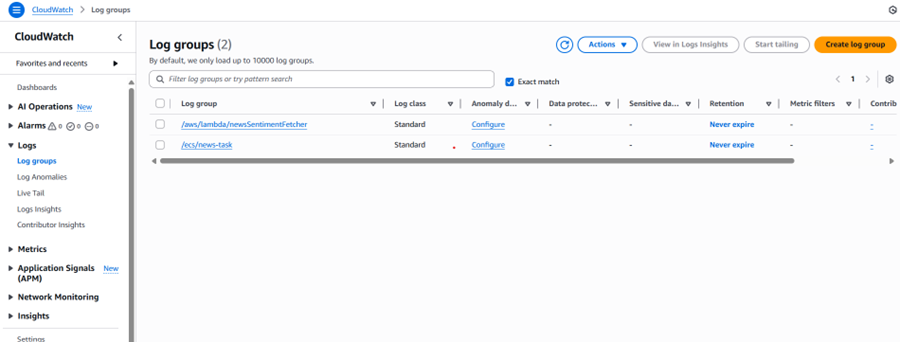 CloudWatch > Log groups
CloudWatch
Favorites and recents
Dashboards
AI Operations New
Alarms 0 0 0
Logs
Log groups
Log Anomalies
Live Tail
Logs Insights
Contributor Insights
Metrics
Application Signals (APM) New
Network Monitoring
Insights
Settings
Log groups (2)
Actions View in Logs Insights Start tailing Create log group
By default, we only load up to 10000 log groups.
Filter log groups or try pattern search Exact match 1
Log group Log class Anomaly d... Data protec... Sensitive da... Retention Metric filters Contrib
/aws/lambda/newsSentimentFetcher Standard Configure - - Never expire - -
/ecs/news-task Standard Configure - - Never expire - -